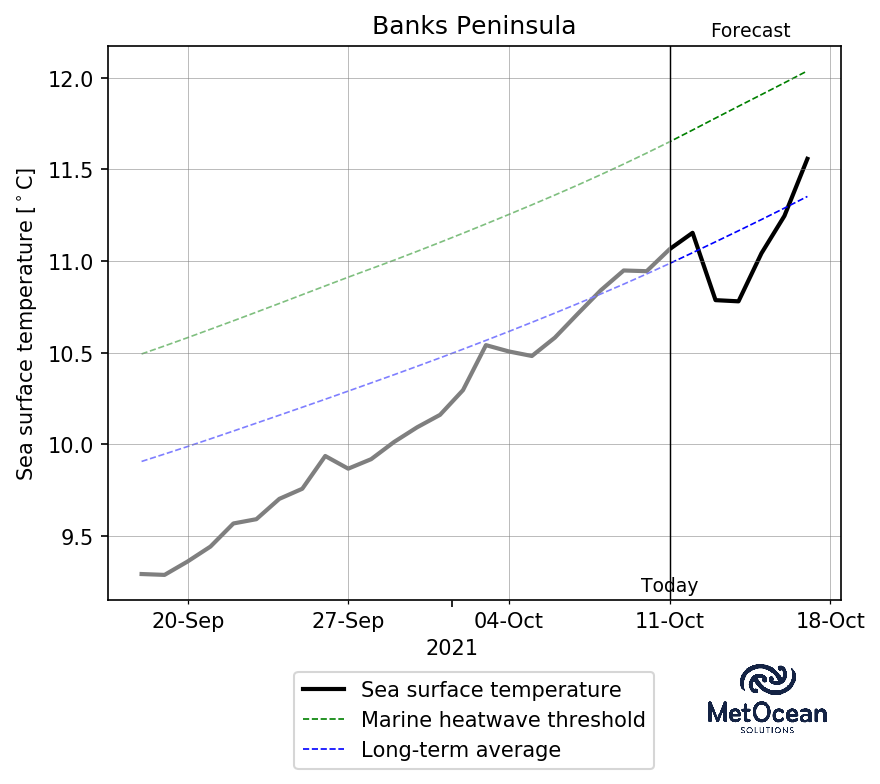 Banks Peninsula
Forecast
12.0
11.5
11.0
10.5
10.0
9.5
Sea surface temperature [°C]
Today
20-Sep 27-Sep 04-Oct 11-Oct 18-Oct
2021
Sea surface temperature
Marine heatwave threshold
Long-term average
MetOcean
SOLUTIONS